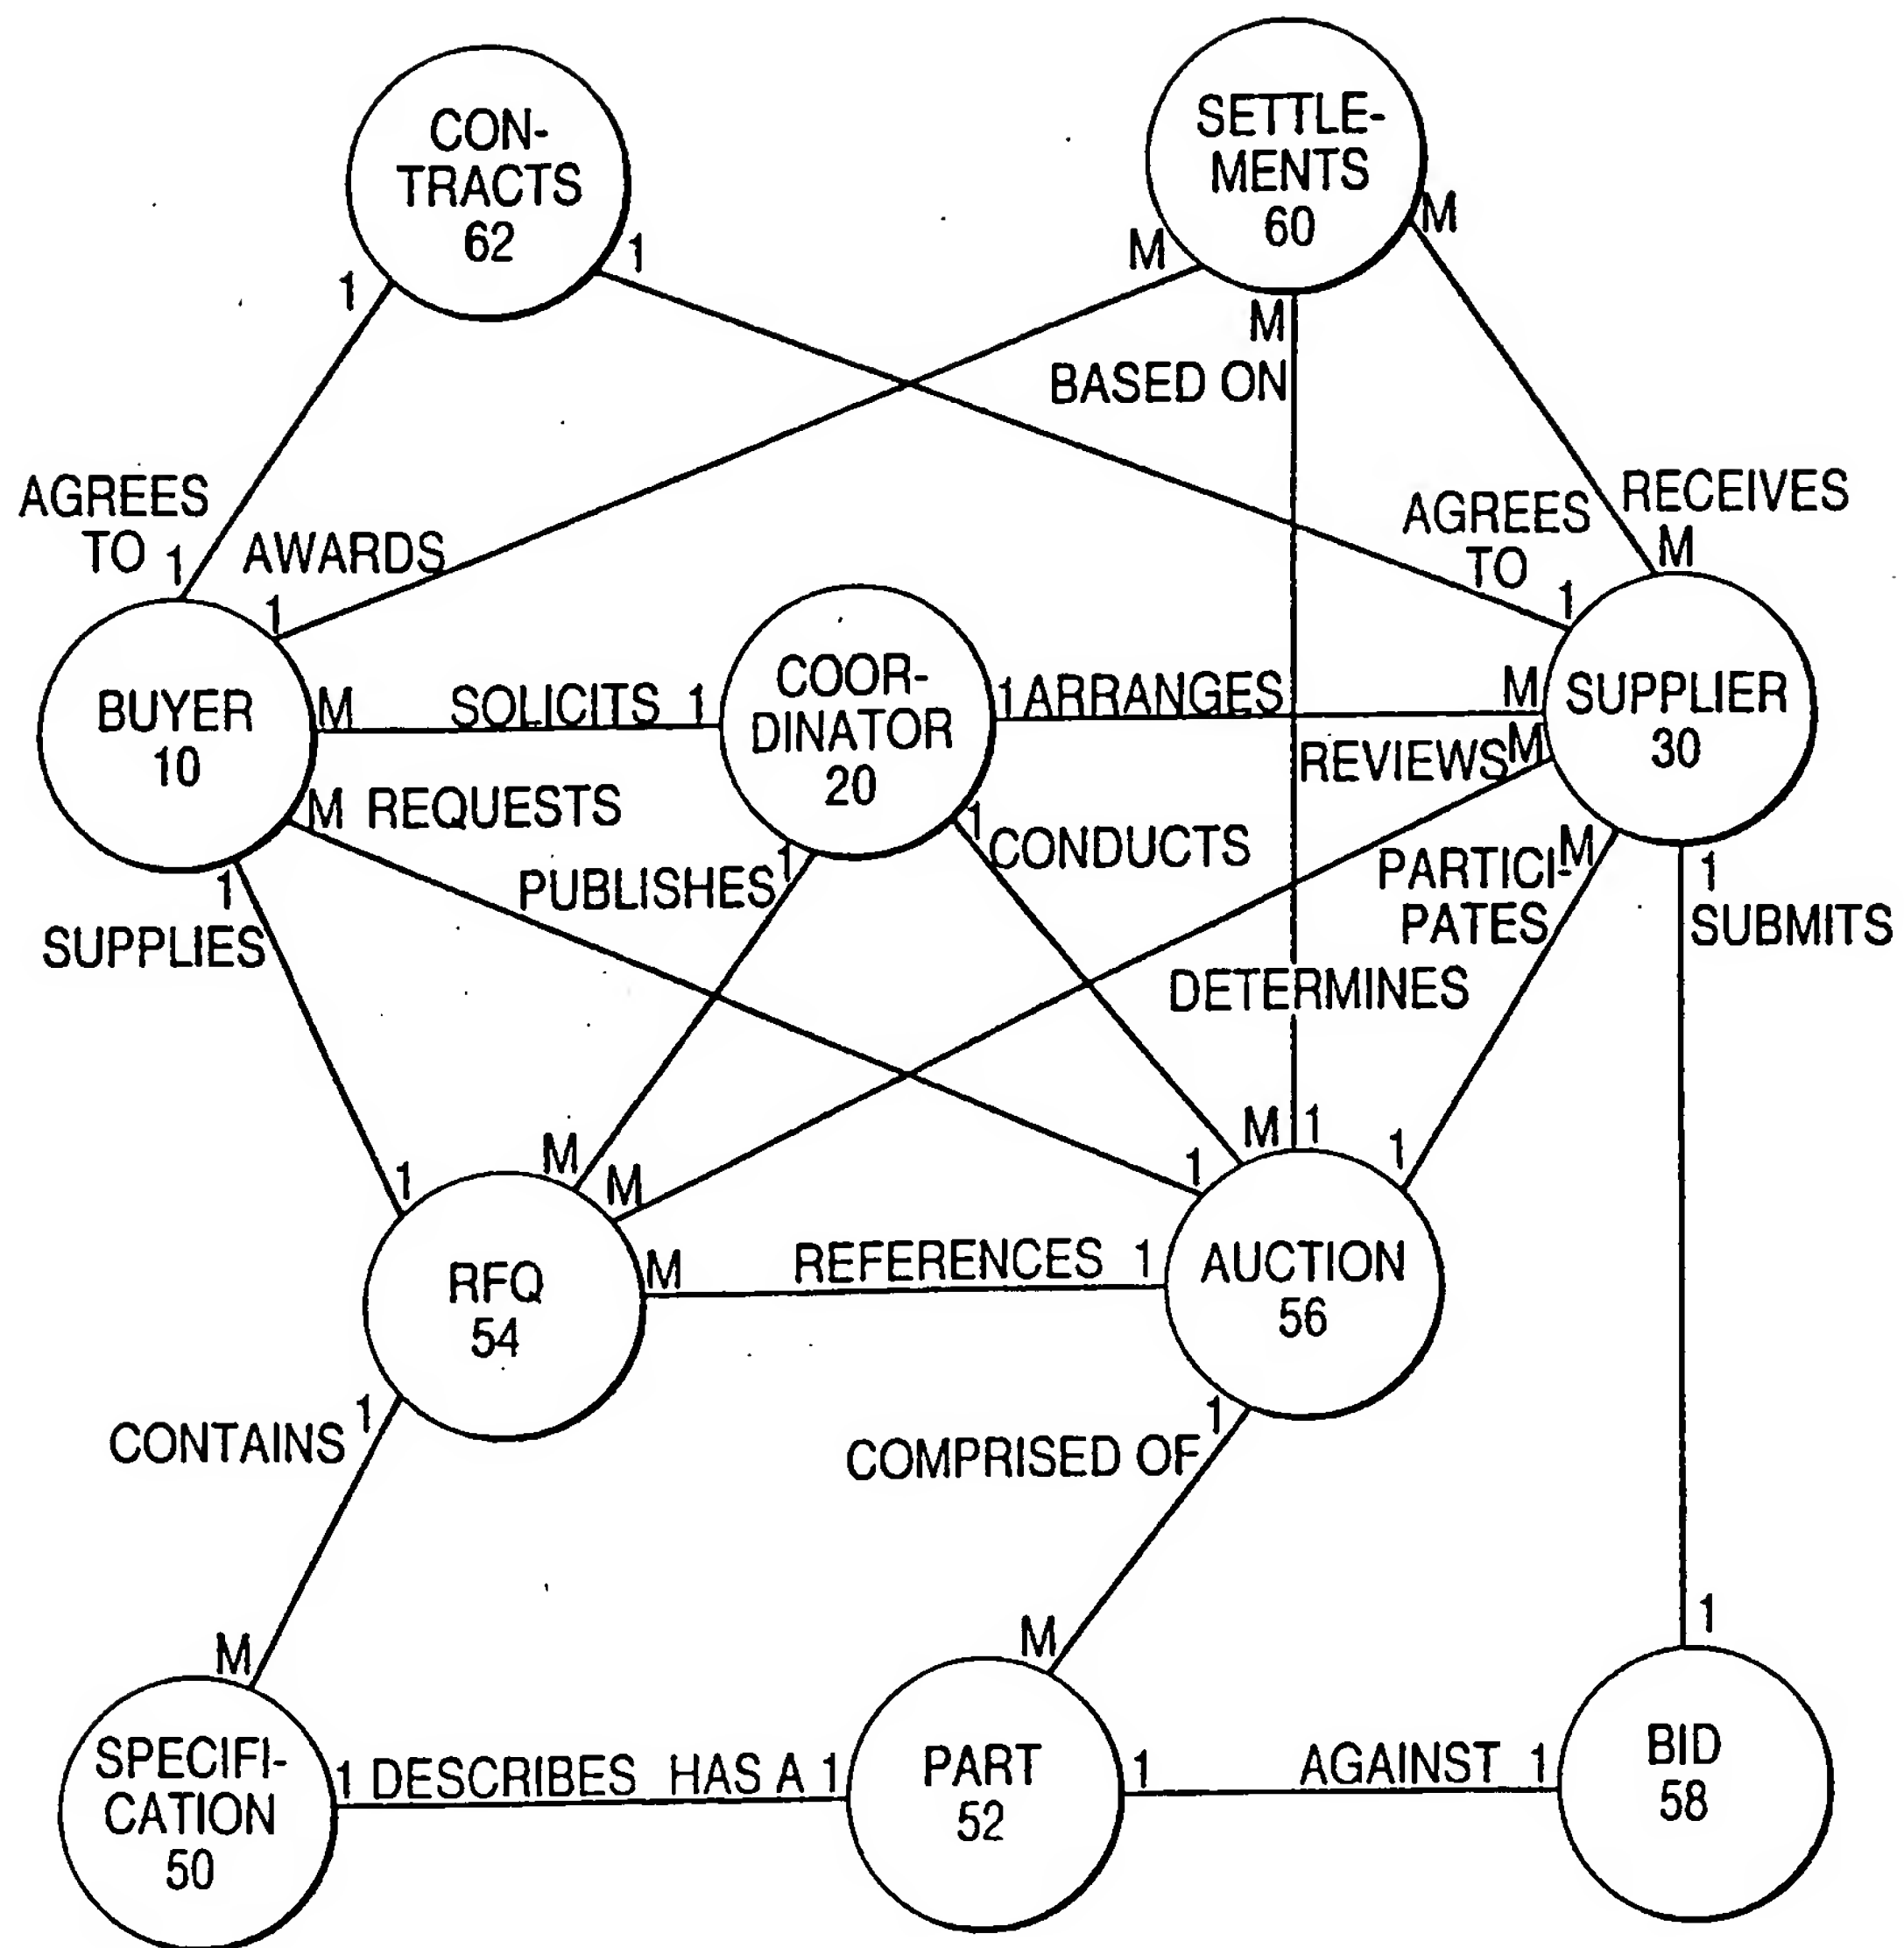 CON-
TRACTS
62
SETTLE-
MENTS
60
1
1
M
M
M
BASED ON
AGREES
TO
1
AWARDS
1
AGREES
TO
1
RECEIVES
M
BUYER
10
M
SOLICITS
1
COOR-
DINATOR
20
1
ARRANGES
M
SUPPLIER
30
REVIEWS
M
M
REQUESTS
PUBLISHES
1
1
CONDUCTS
PARTICI-
PATES
M
1
SUBMITS
1
SUPPLIES
DETERMINES
1
M
M
1
M
1
1
RFQ
54
M
REFERENCES
1
AUCTION
56
CONTAINS
1
COMPRISED OF
1
M
M
1
SPECIFI-
CATION
50
1
DESCRIBES
HAS A
1
PART
52
1
AGAINST
1
BID
58